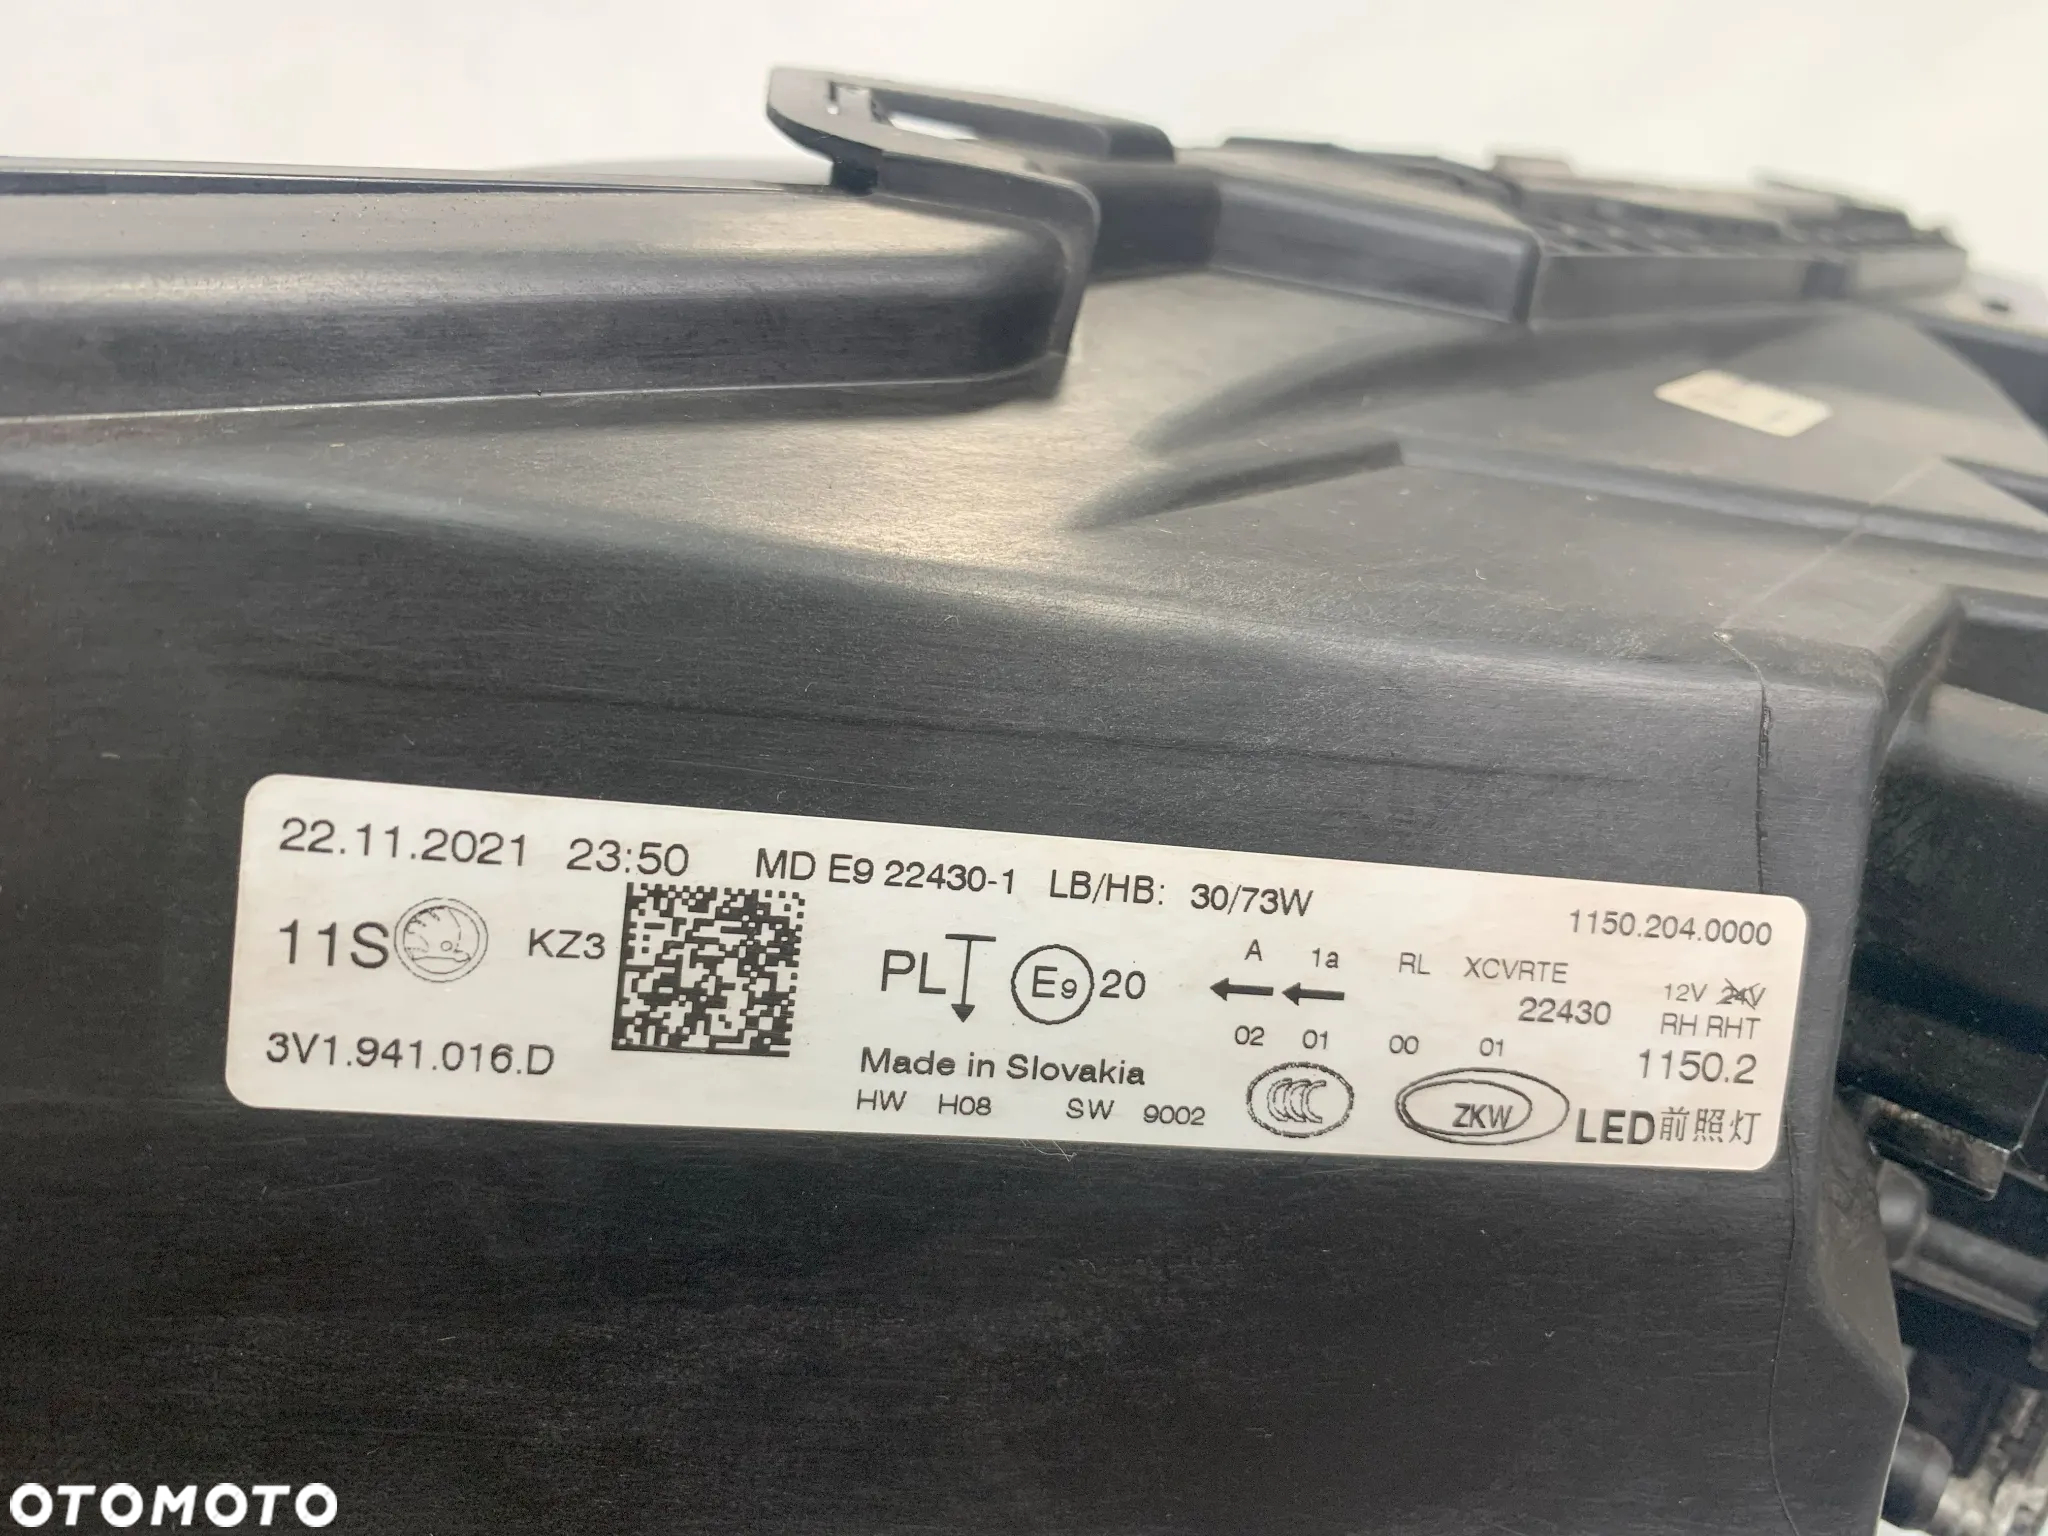 22.11.2021 23:50 MD E9 22430-1 LB/HB: 30/73W
1150.204.0000
11S KZ3 PL E9 20 A 1a RL XCVRTE 12V 24V
22430 RH RHT
02 01 00 01 1150.2
3V1.941.016.D Made in Slovakia
HW H08 SW 9002 CCC ZKW LED前照灯
OTOMOTO